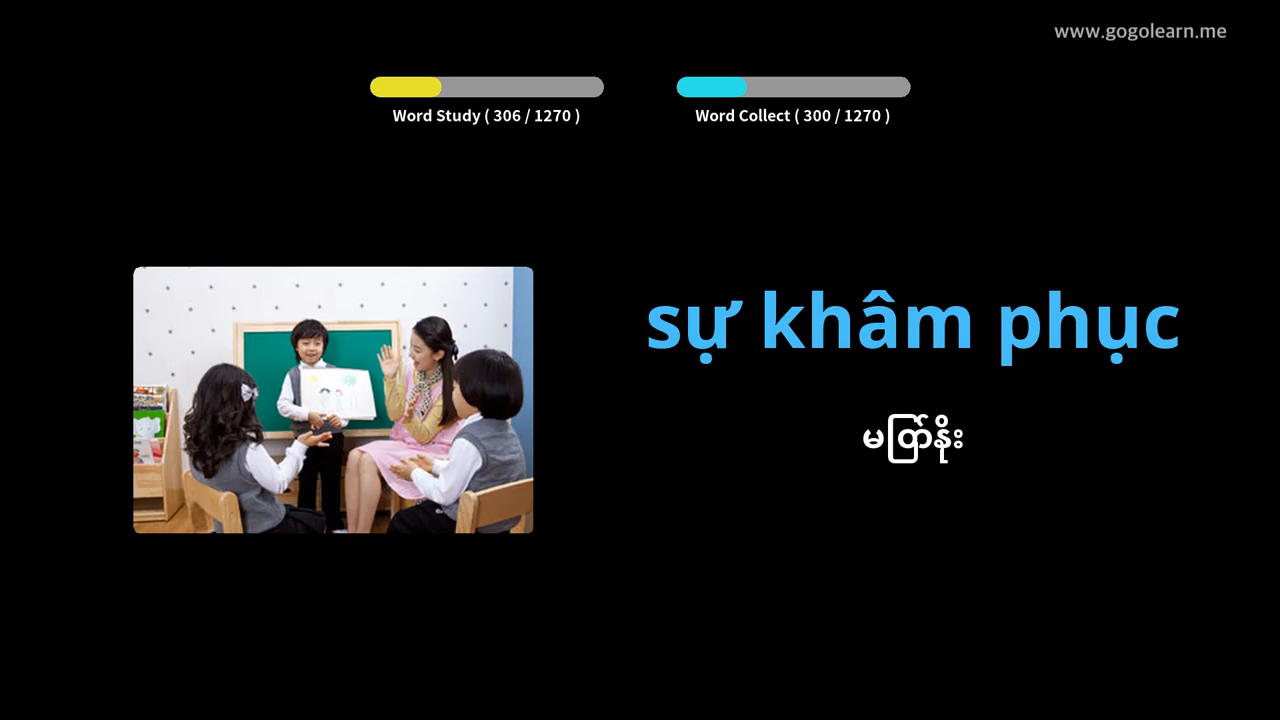 www.gogolearn.me
Word Study ( 306 / 1270 )
Word Collect ( 300 / 1270 )
sự khâm phục
မတြ်နိုး